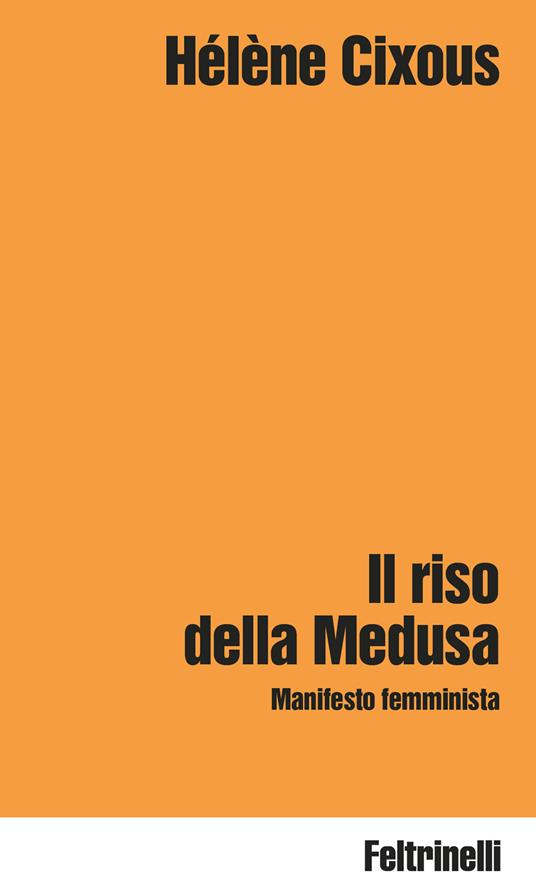 Hélène Cixous
Il riso
della Medusa
Manifesto femminista
Feltrinelli